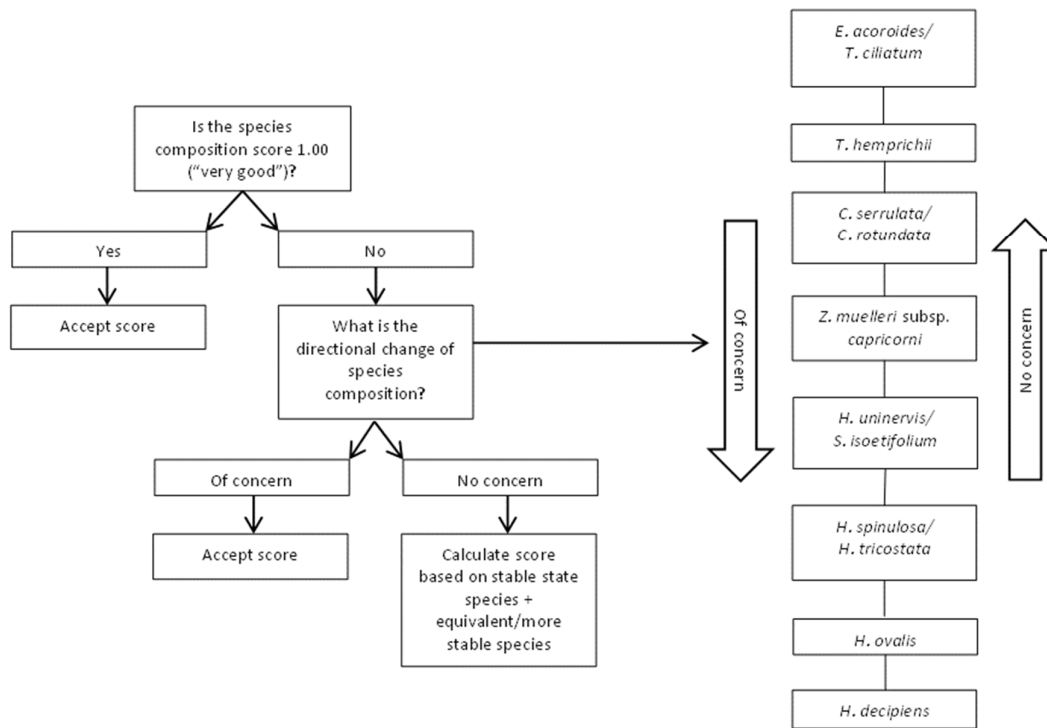 Is the species
composition score 1.00
(“very good”)?
Yes
No
Accept score
What is the
directional change of
species
composition?
Of concern
No concern
Accept score
Calculate score
based on stable state
species +
equivalent/more
stable species
Of concern
E. acoroides/
T. ciliatum
T. hemprichii
C. serrulata/
C. rotundata
Z. muelleri subsp.
capricorni
H. uninervis/
S. isoetifolium
H. spinulosa/
H. tricostata
H. ovalis
H. decipiens
No concern